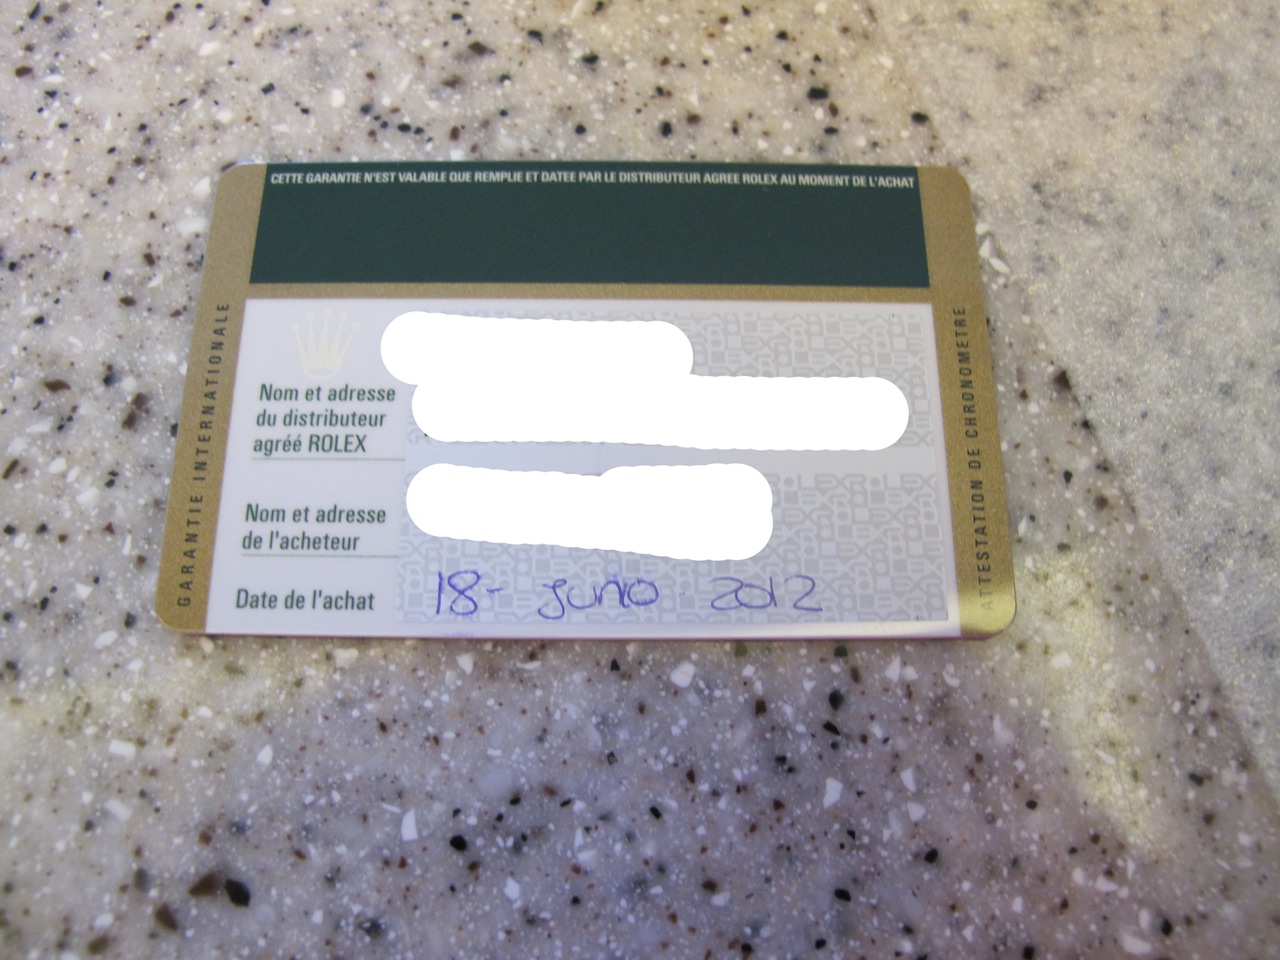 CETTE GARANTIE N'EST VALABLE QUE REMPLIE ET DATEE PAR LE DISTRIBUTEUR AGREE ROLEX AU MOMENT DE L'ACHAT
GARANTIE INTERNATIONALE
Nom et adresse
du distributeur
agréé ROLEX
Nom et adresse
de l'acheteur
Date de l'achat 18- Junio 2012
ATTESTATION DE CHRONOMETRE